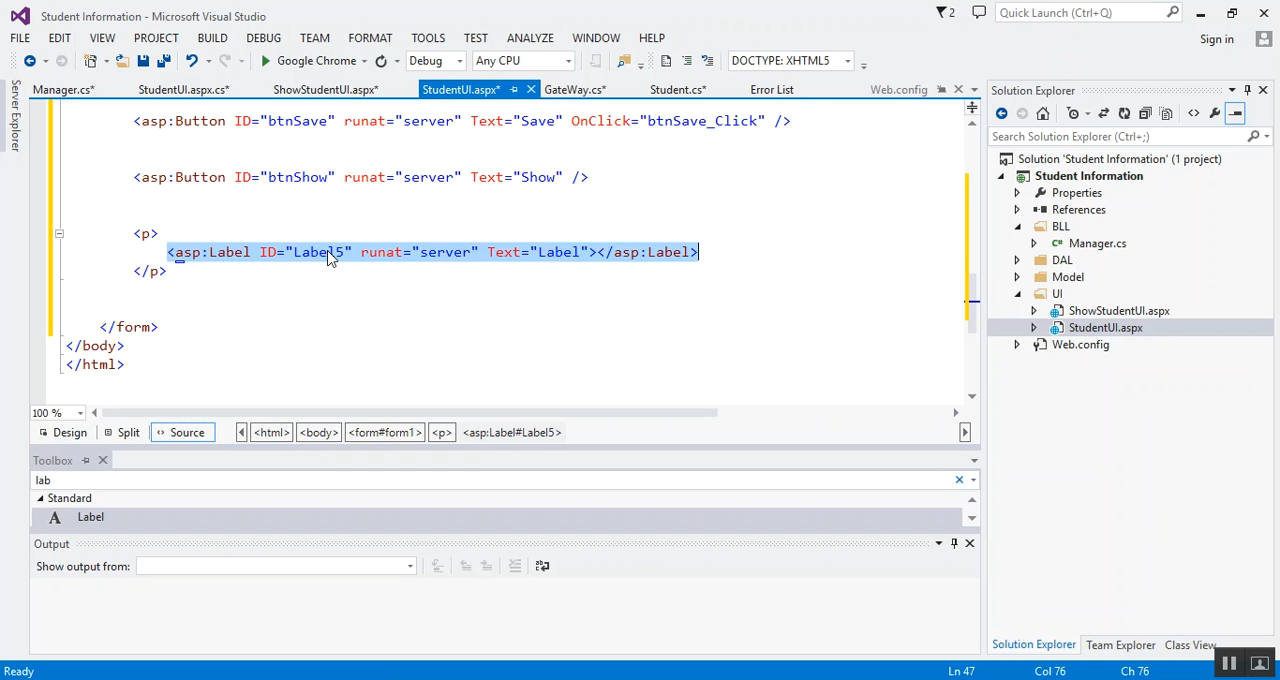 Student Information - Microsoft Visual Studio
2
Quick Launch (Ctrl+Q)
FILE EDIT VIEW PROJECT BUILD DEBUG TEAM FORMAT TOOLS TEST ANALYZE WINDOW HELP
Sign in
Google Chrome Debug Any CPU DOCTYPE: XHTML5
Server Explorer
Manager.cs* StudentUI.aspx.cs* ShowStudentUI.aspx* StudentUI.aspx* GateWay.cs* Student.cs* Error List Web.config
<asp:Button ID="btnSave" runat="server" Text="Save" OnClick="btnSave_Click" />
<asp:Button ID="btnShow" runat="server" Text="Show" />
<p>
<asp:Label ID="Label5" runat="server" Text="Label"></asp:Label>
</p>
</form>
</body>
</html>
100 %
Design Split Source <html> <body> <form#form1> <p> <asp:Label#Label5>
Toolbox
lab
Standard
A Label
Output
Show output from:
Solution Explorer
Search Solution Explorer (Ctrl+;)
Solution 'Student Information' (1 project)
Student Information
Properties
References
BLL
C# Manager.cs
DAL
Model
UI
ShowStudentUI.aspx
StudentUI.aspx
Web.config
Solution Explorer Team Explorer Class View
Ready Ln 47 Col 76 Ch 76